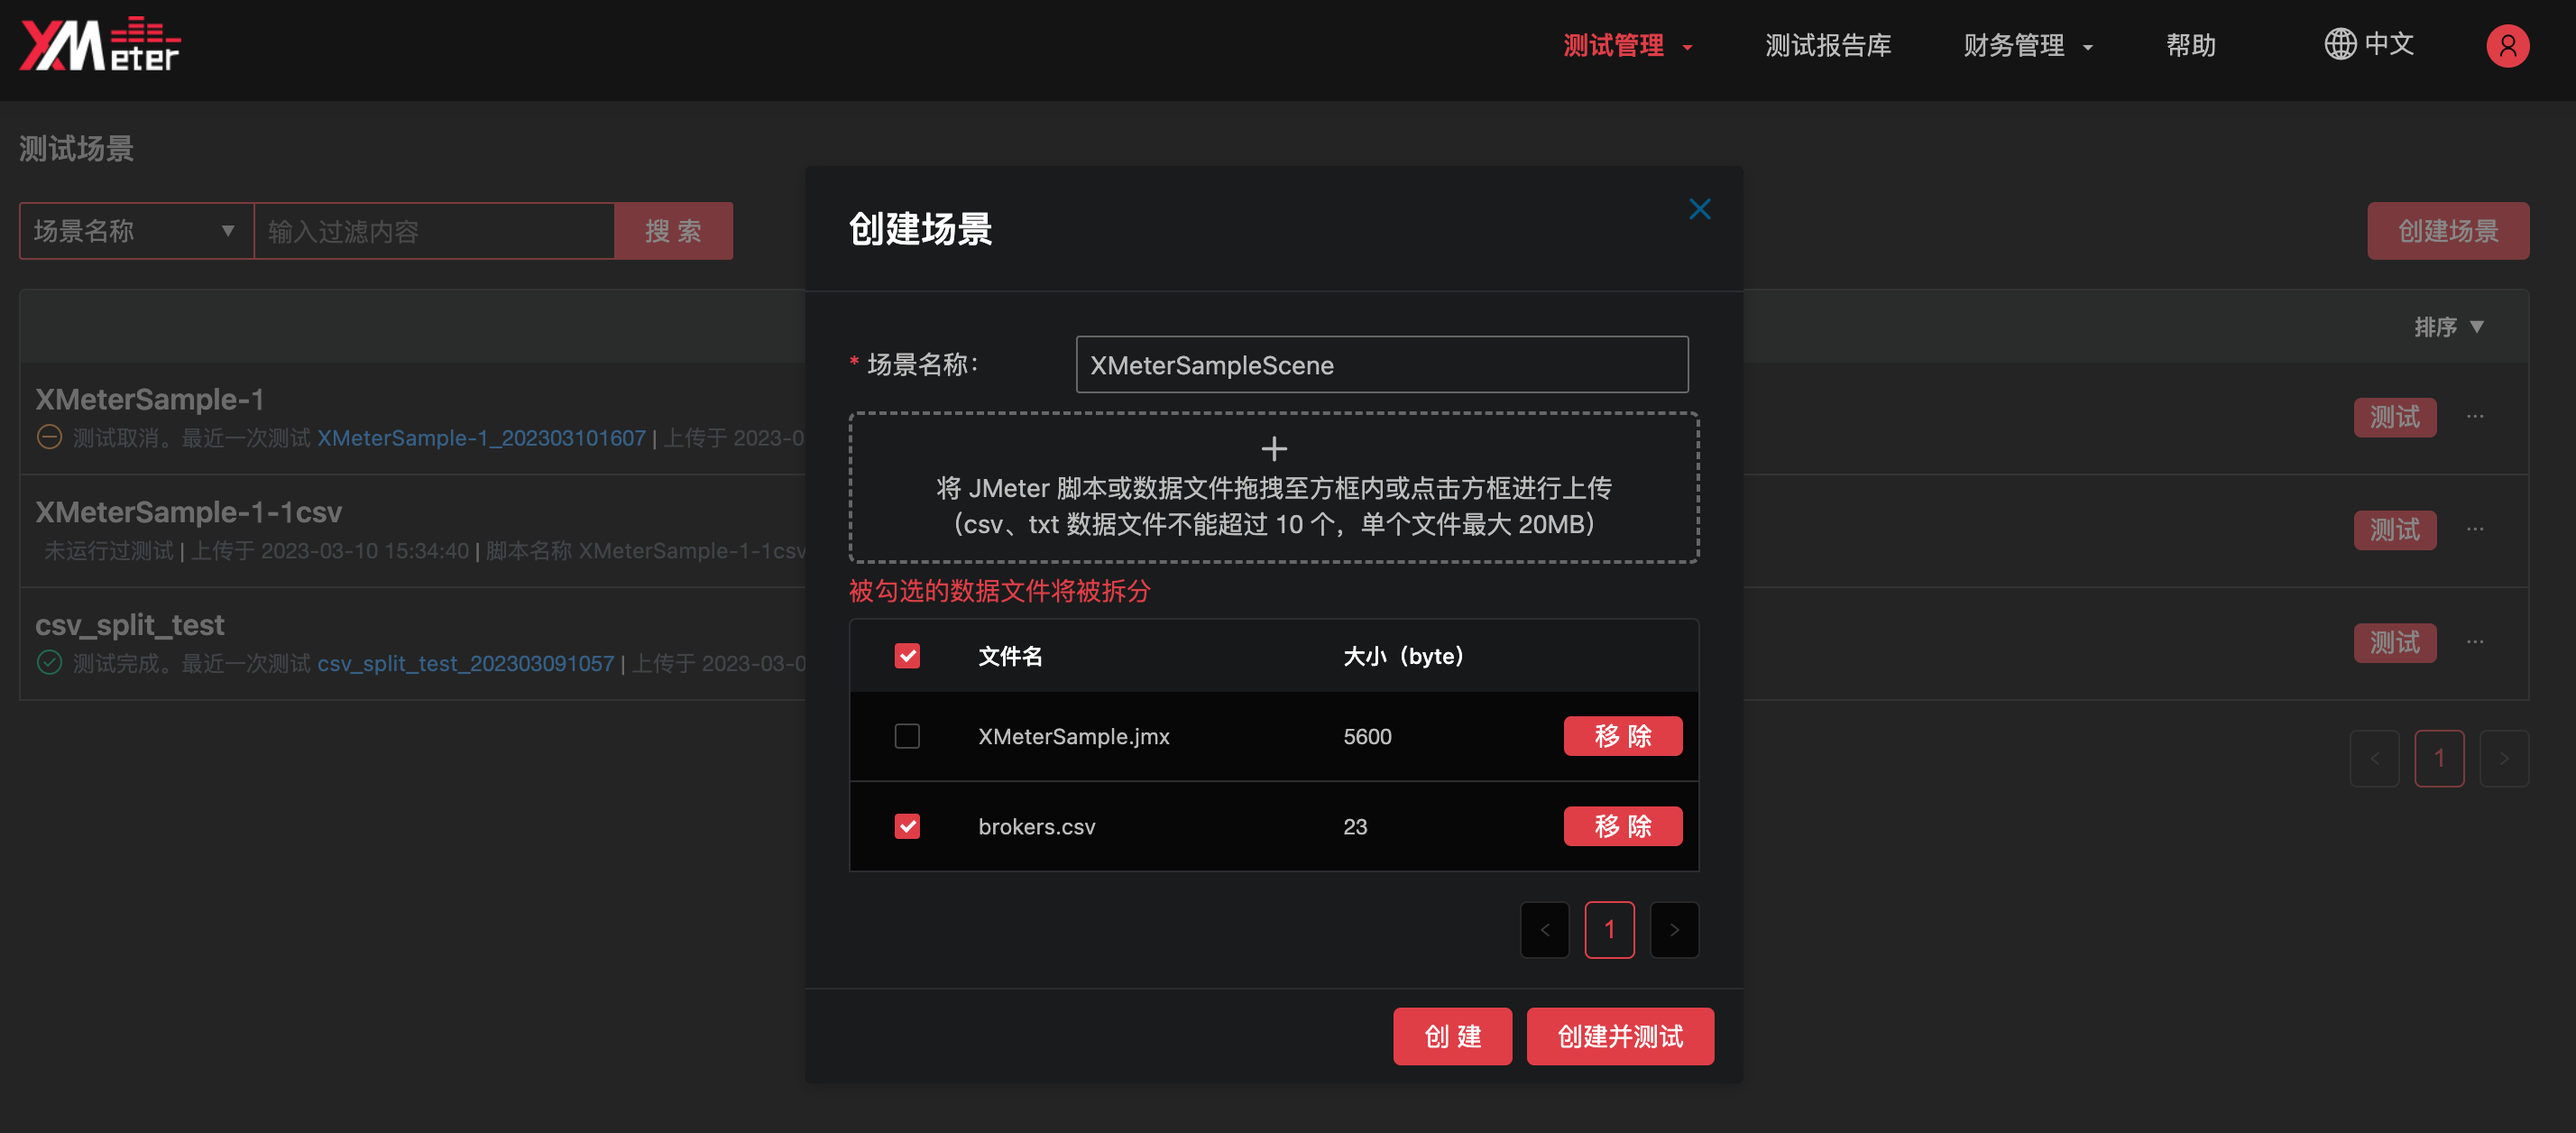 XMeter
测试管理
测试报告库
财务管理
帮助
中文
测试场景
场景名称
输入过滤内容
搜 索
创建场景
排序
XMeterSample-1
测试取消。最近一次测试 XMeterSample-1_202303101607 | 上传于 2023-0
测试
XMeterSample-1-1csv
未运行过测试 | 上传于 2023-03-10 15:34:40 | 脚本名称 XMeterSample-1-1csv
测试
csv_split_test
测试完成。最近一次测试 csv_split_test_202303091057 | 上传于 2023-03-0
测试
1
创建场景
* 场景名称：
XMeterSampleScene
将 JMeter 脚本或数据文件拖拽至方框内或点击方框进行上传
（csv、txt 数据文件不能超过 10 个，单个文件最大 20MB）
被勾选的数据文件将被拆分
文件名 大小（byte）
XMeterSample.jmx 5600 移 除
brokers.csv 23 移 除
1
创 建
创建并测试